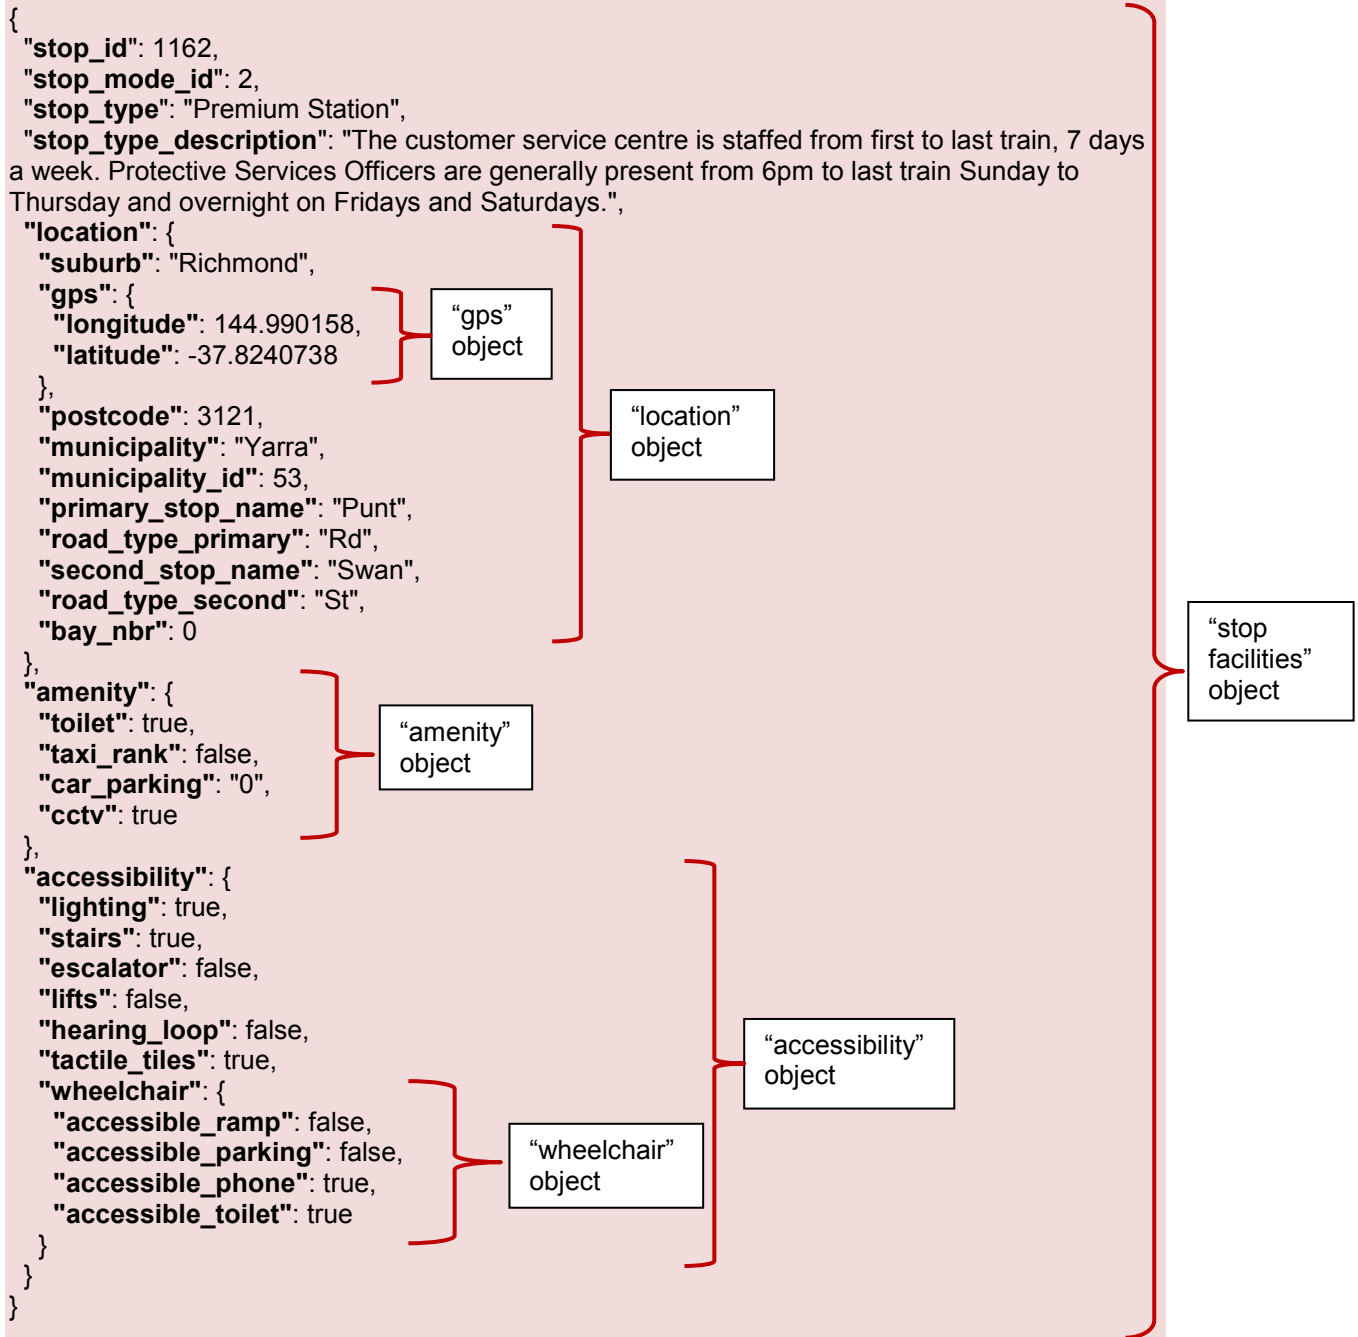 {
"stop_id": 1162,
"stop_mode_id": 2,
"stop_type": "Premium Station",
"stop_type_description": "The customer service centre is staffed from first to last train, 7 days
a week. Protective Services Officers are generally present from 6pm to last train Sunday to
Thursday and overnight on Fridays and Saturdays.",
"location": {
"suburb": "Richmond",
"gps": {
"longitude": 144.990158,
"latitude": -37.8240738
},
"postcode": 3121,
"municipality": "Yarra",
"municipality_id": 53,
"primary_stop_name": "Punt",
"road_type_primary": "Rd",
"second_stop_name": "Swan",
"road_type_second": "St",
"bay_nbr": 0
},
"amenity": {
"toilet": true,
"taxi_rank": false,
"car_parking": "0",
"cctv": true
},
"accessibility": {
"lighting": true,
"stairs": true,
"escalator": false,
"lifts": false,
"hearing_loop": false,
"tactile_tiles": true,
"wheelchair": {
"accessible_ramp": false,
"accessible_parking": false,
"accessible_phone": true,
"accessible_toilet": true
}
}
}
“gps”
object
“location”
object
“amenity”
object
“wheelchair”
object
“accessibility”
object
“stop
facilities”
object